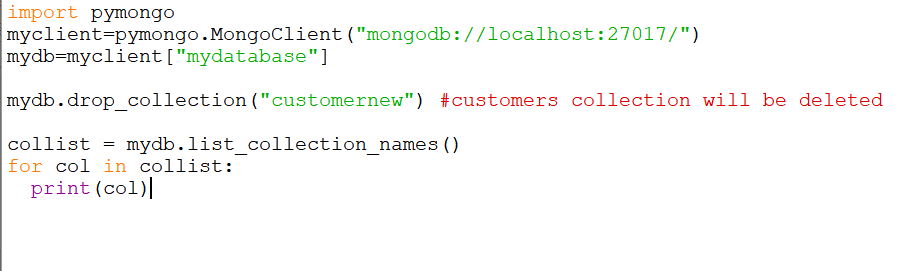 import pymongo
myclient=pymongo.MongoClient("mongodb://localhost:27017/")
mydb=myclient["mydatabase"]
mydb.drop_collection("customernew") #customers collection will be deleted
collist = mydb.list_collection_names()
for col in collist:
  print(col)